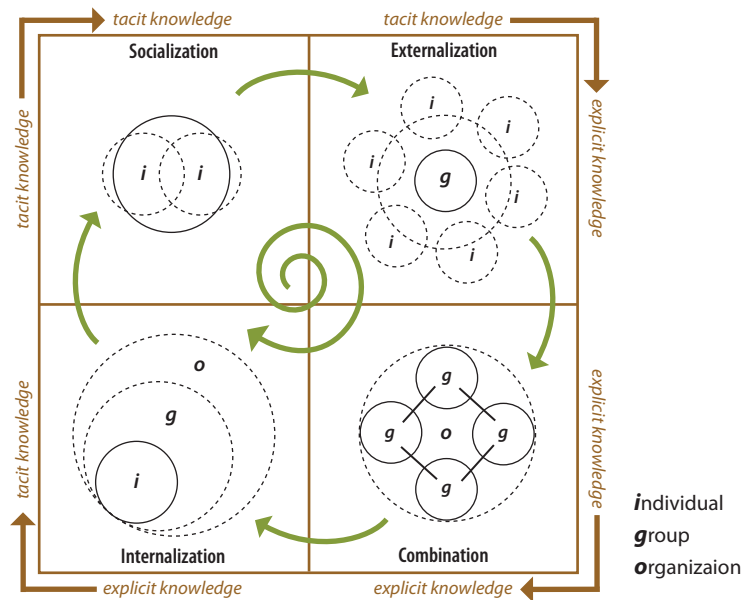 tacit knowledge
tacit knowledge
Socialization
Externalization
tacit knowledge
explicit knowledge
i
i
i
i
i
i
i
i
g
o
g
i
g
g
o
g
g
tacit knowledge
explicit knowledge
Internalization
Combination
explicit knowledge
explicit knowledge
individual
group
organizaion